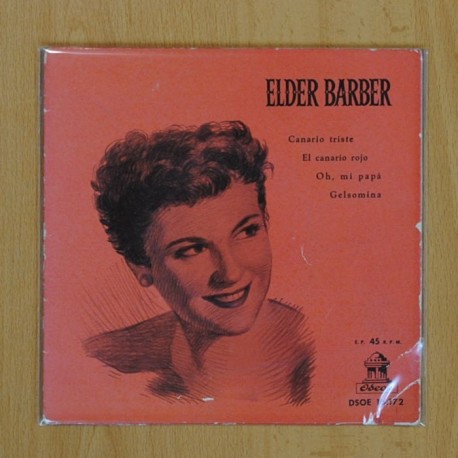 ELDER BARBER
Canario triste
El canario rojo
Oh, mi papá
Gelsomina
E.P. 45 R.P.M.
Odeon
DSOE